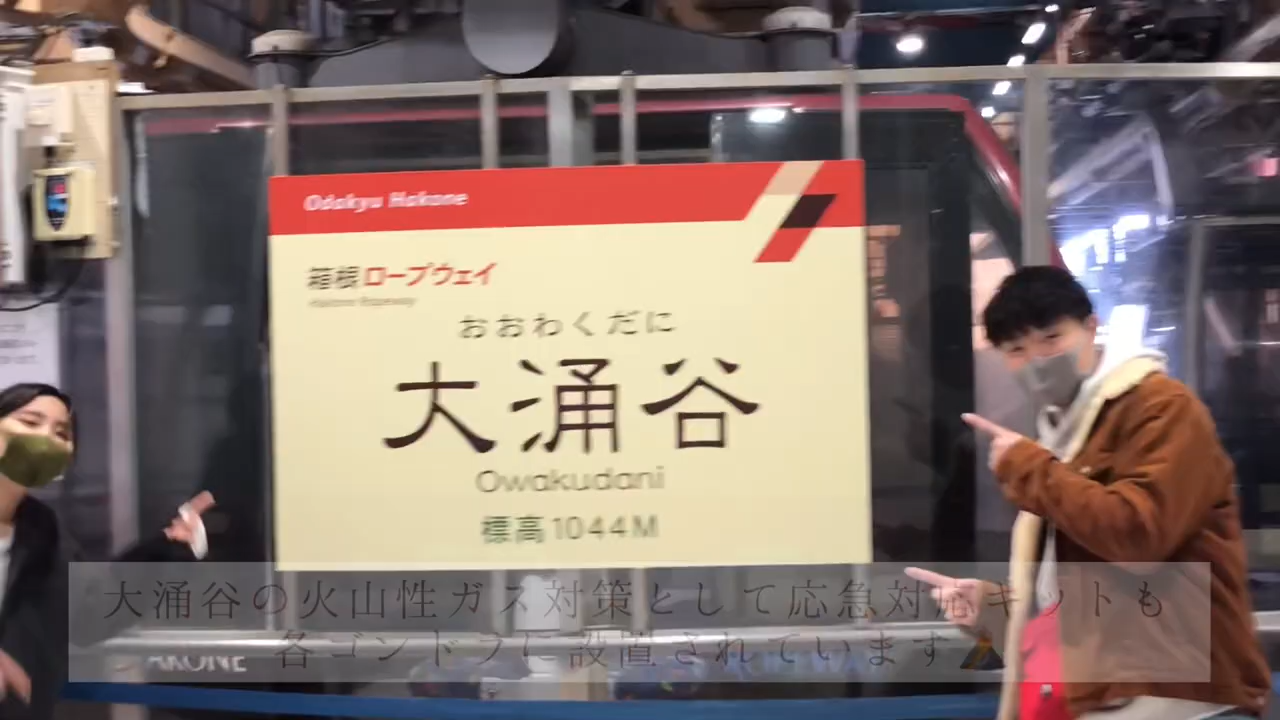 Odakyu Hakone
箱根ロープウェイ
Hakone Ropeway
おおわくだに
大涌谷
Owakudani
標高1044M
大涌谷の火山性ガス対策として応急対応キットも
各ゴンドラに設置されています🌋
AKONE